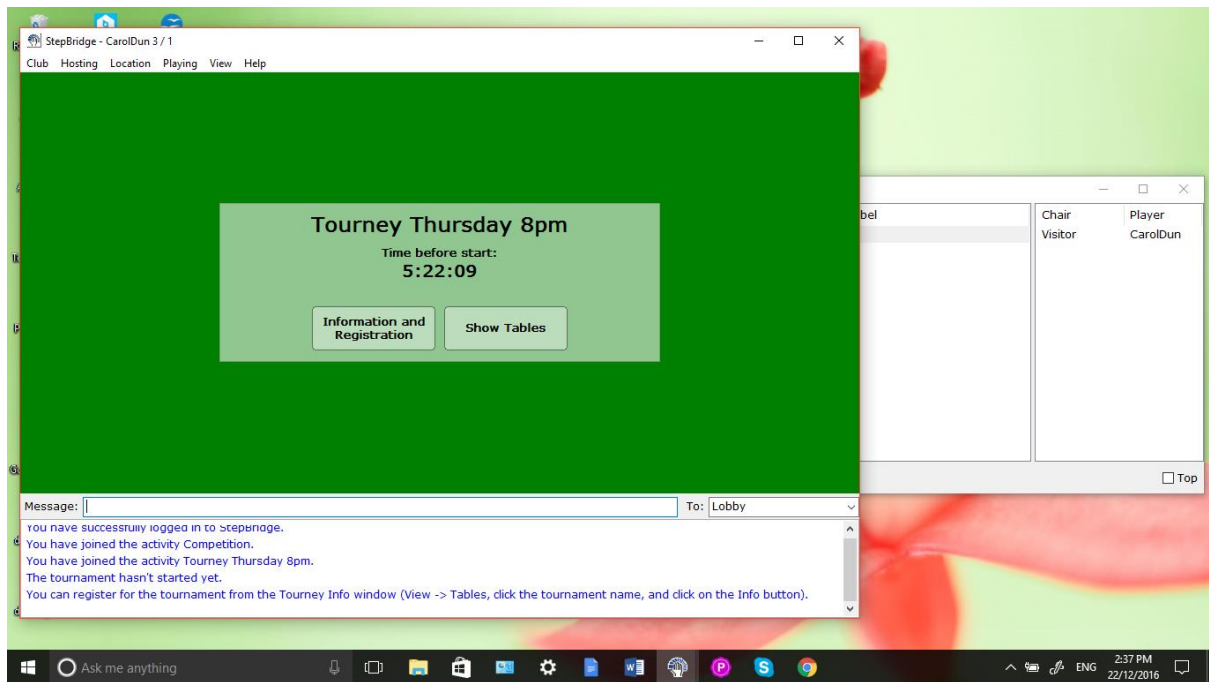 StepBridge - CarolDun 3 / 1
Club Hosting Location Playing View Help
Tourney Thursday 8pm
Time before start:
5:22:09
Information and
Registration
Show Tables
bel
Chair Player
Visitor CarolDun
Top
Message:
To: Lobby
You have successfully logged in to StepBridge.
You have joined the activity Competition.
You have joined the activity Tourney Thursday 8pm.
The tournament hasn't started yet.
You can register for the tournament from the Tourney Info window (View -> Tables, click the tournament name, and click on the Info button).
Ask me anything
ENG
2:37 PM
22/12/2016